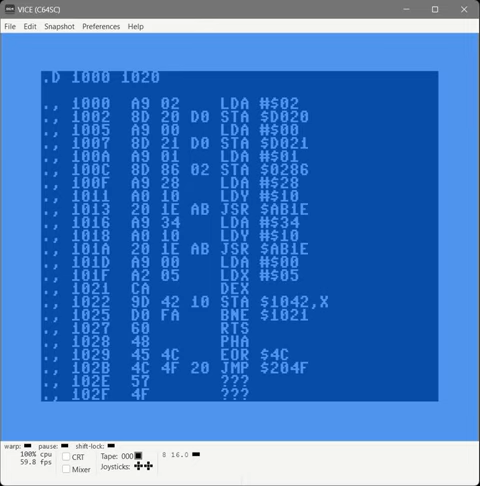 VICE (C64SC)
File Edit Snapshot Preferences Help
.D 1000 1020
., 1000 A9 02 LDA #$02
., 1002 8D 20 D0 STA $D020
., 1005 A9 00 LDA #$00
., 1007 8D 21 D0 STA $D021
., 100A A9 01 LDA #$01
., 100C 8D 86 02 STA $0286
., 100F A9 28 LDA #$28
., 1011 A0 10 LDY #$10
., 1013 20 1E AB JSR $AB1E
., 1016 A9 34 LDA #$34
., 1018 A0 10 LDY #$10
., 101A 20 1E AB JSR $AB1E
., 101D A9 00 LDA #$00
., 101F A2 05 LDX #$05
., 1021 CA DEX
., 1022 9D 42 10 STA $1042,X
., 1025 D0 FA BNE $1021
., 1027 60 RTS
., 1028 48 PHA
., 1029 45 4C EOR $4C
., 102B 4C 4F 20 JMP $204F
., 102E 57 ???
., 102F 4F ???
warp: pause: shift-lock:
100% cpu
59.8 fps
CRT
Mixer
Tape: 000
Joysticks:
8 16.0